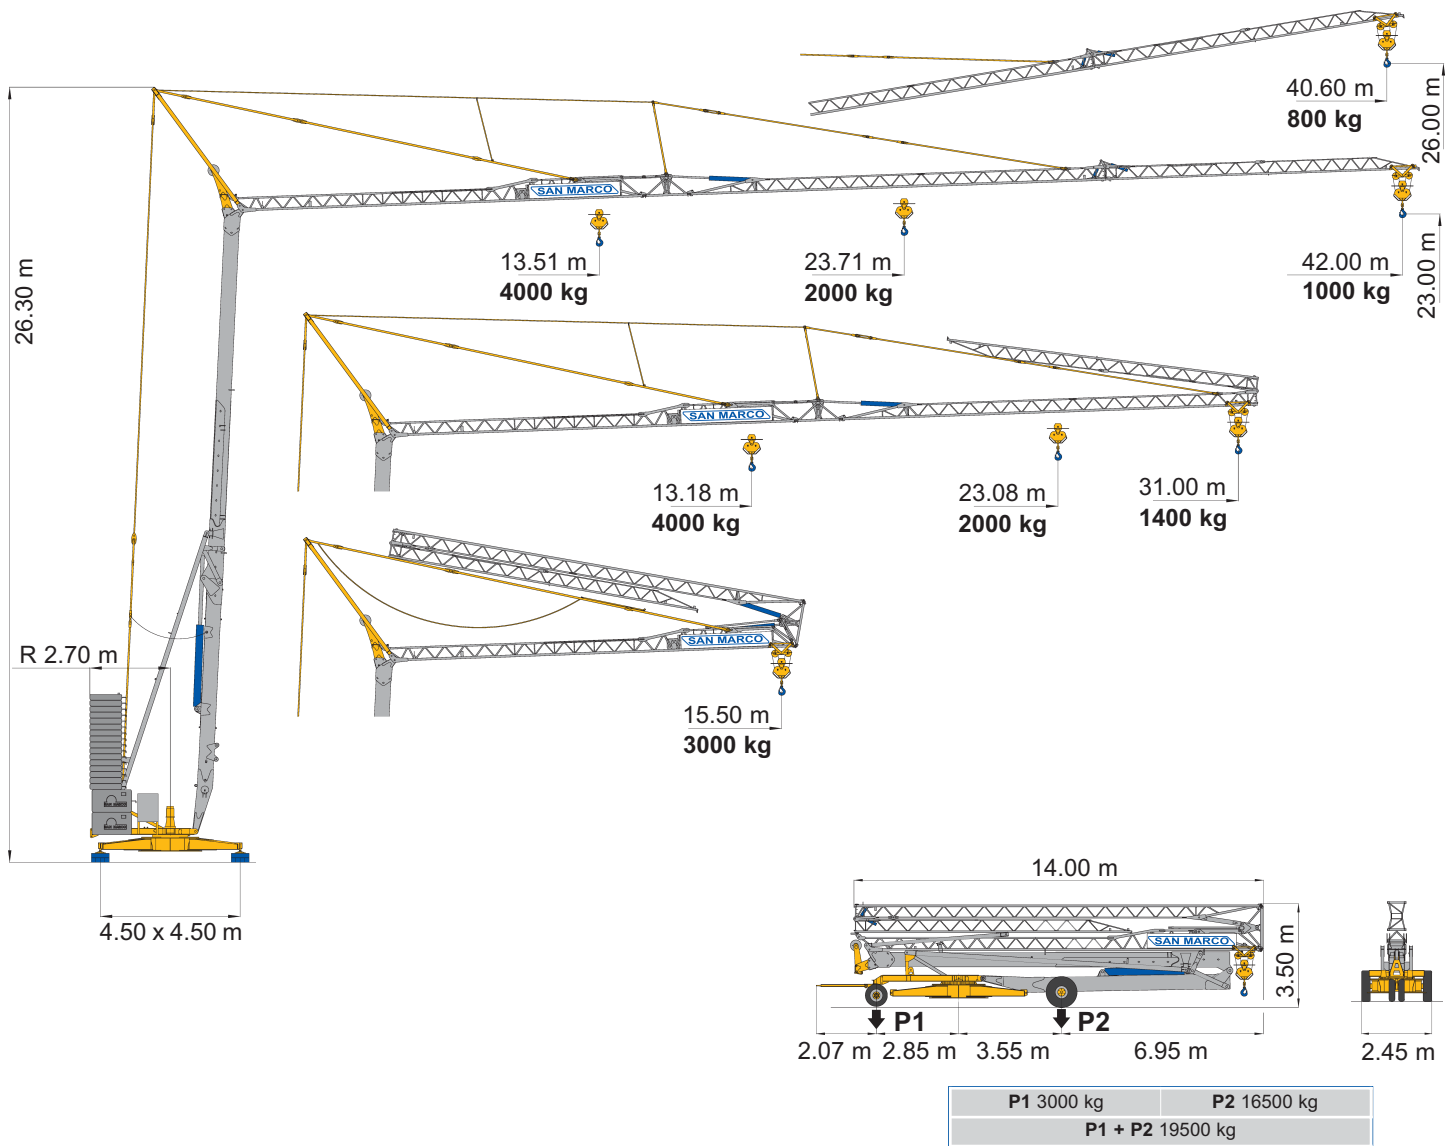 40.60 m
800 kg
26.00 m
26.30 m
SAN MARCO
13.51 m
4000 kg
23.71 m
2000 kg
42.00 m
1000 kg
23.00 m
SAN MARCO
13.18 m
4000 kg
23.08 m
2000 kg
31.00 m
1400 kg
SAN MARCO
15.50 m
3000 kg
R 2.70 m
4.50 x 4.50 m
14.00 m
SAN MARCO
3.50 m
P1
P2
2.07 m
2.85 m
3.55 m
6.95 m
2.45 m
P1 3000 kg
P2 16500 kg
P1 + P2 19500 kg